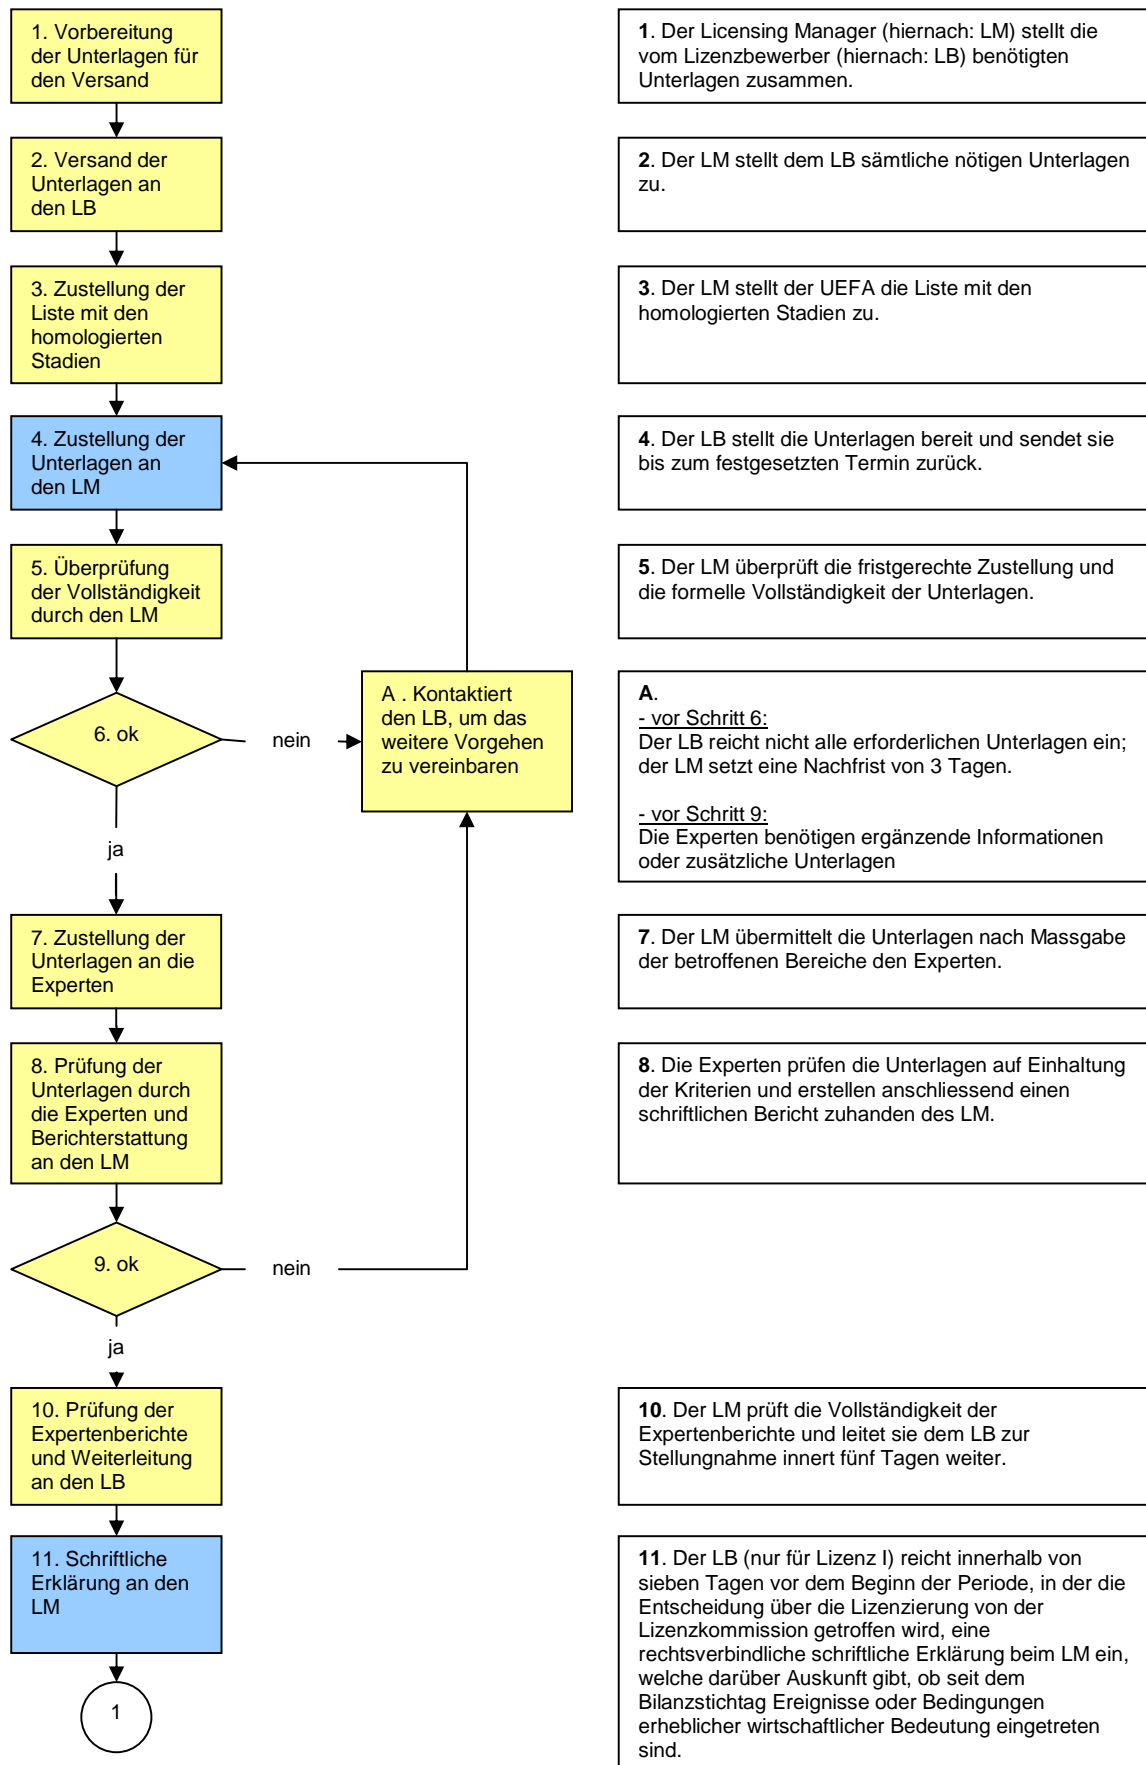 1. Vorbereitung
der Unterlagen für
den Versand
1. Der Licensing Manager (hiernach: LM) stellt die
vom Lizenzbewerber (hiernach: LB) benötigten
Unterlagen zusammen.
2. Versand der
Unterlagen an
den LB
2. Der LM stellt dem LB sämtliche nötigen Unterlagen
zu.
3. Zustellung der
Liste mit den
homologierten
Stadien
3. Der LM stellt der UEFA die Liste mit den
homologierten Stadien zu.
4. Zustellung der
Unterlagen an
den LM
4. Der LB stellt die Unterlagen bereit und sendet sie
bis zum festgesetzten Termin zurück.
5. Überprüfung
der Vollständigkeit
durch den LM
5. Der LM überprüft die fristgerechte Zustellung und
die formelle Vollständigkeit der Unterlagen.
6. ok
nein
ja
A . Kontaktiert
den LB, um das
weitere Vorgehen
zu vereinbaren
A.
- vor Schritt 6:
Der LB reicht nicht alle erforderlichen Unterlagen ein;
der LM setzt eine Nachfrist von 3 Tagen.
- vor Schritt 9:
Die Experten benötigen ergänzende Informationen
oder zusätzliche Unterlagen
7. Zustellung der
Unterlagen an die
Experten
7. Der LM übermittelt die Unterlagen nach Massgabe
der betroffenen Bereiche den Experten.
8. Prüfung der
Unterlagen durch
die Experten und
Berichterstattung
an den LM
8. Die Experten prüfen die Unterlagen auf Einhaltung
der Kriterien und erstellen anschliessend einen
schriftlichen Bericht zuhanden des LM.
9. ok
nein
ja
10. Prüfung der
Expertenberichte
und Weiterleitung
an den LB
10. Der LM prüft die Vollständigkeit der
Expertenberichte und leitet sie dem LB zur
Stellungnahme innert fünf Tagen weiter.
11. Schriftliche
Erklärung an den
LM
11. Der LB (nur für Lizenz I) reicht innerhalb von
sieben Tagen vor dem Beginn der Periode, in der die
Entscheidung über die Lizenzierung von der
Lizenzkommission getroffen wird, eine
rechtsverbindliche schriftliche Erklärung beim LM ein,
welche darüber Auskunft gibt, ob seit dem
Bilanzstichtag Ereignisse oder Bedingungen
erheblicher wirtschaftlicher Bedeutung eingetreten
sind.
1